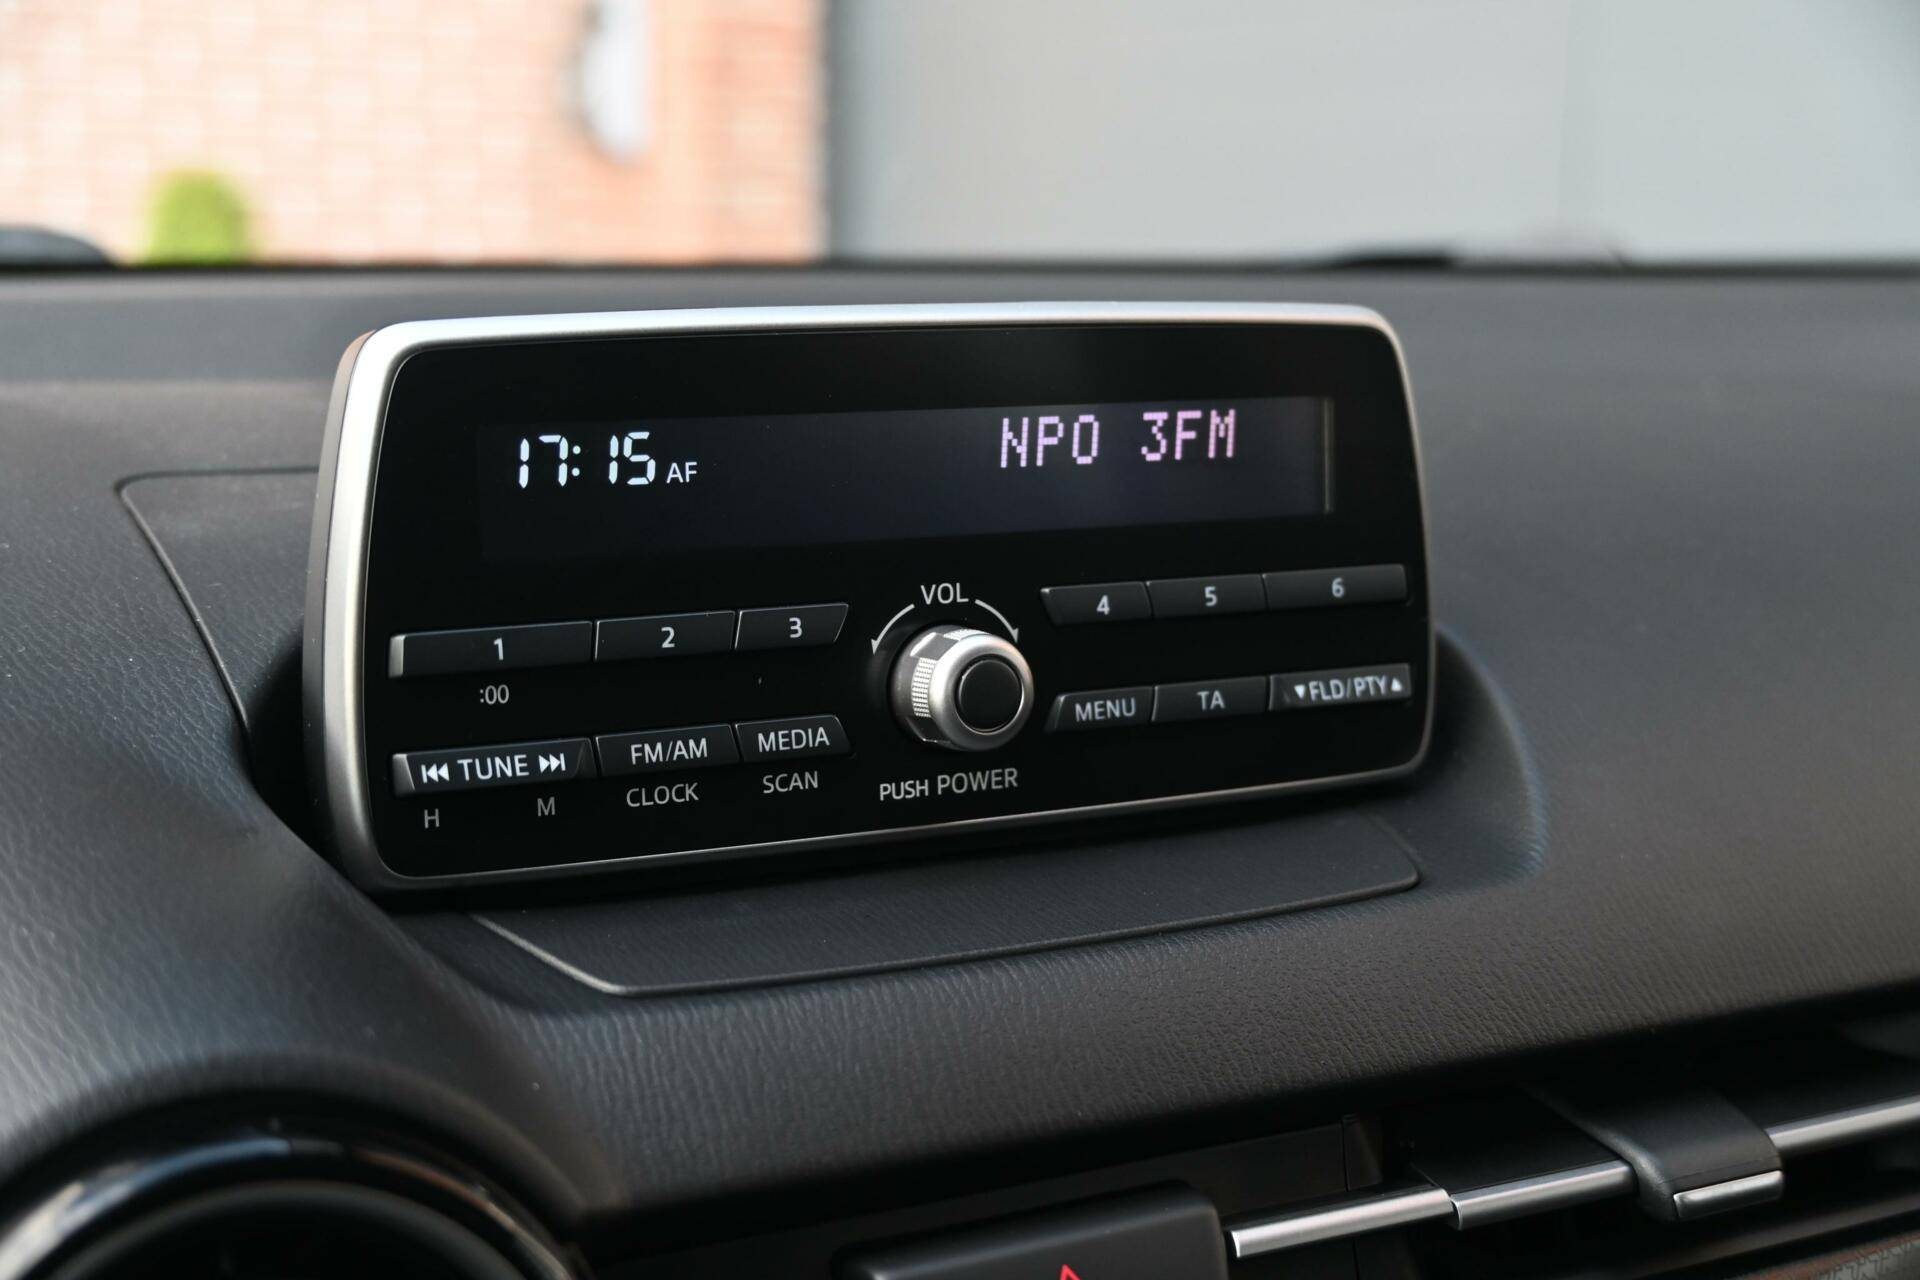 17:15 AF NPO 3FM
VOL
1 2 3 4 5 6
:00
⏮ TUNE ⏭ FM/AM MEDIA MENU TA ▼FLD/PTY▲
H M CLOCK SCAN PUSH POWER